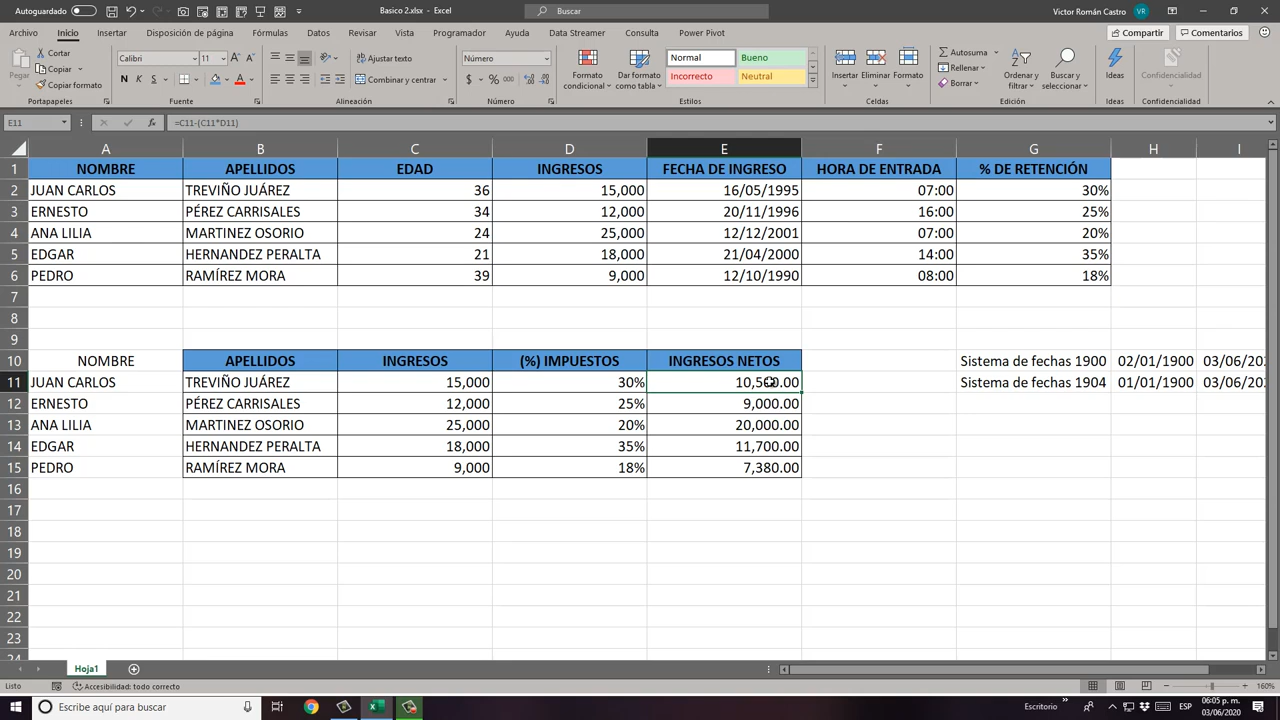 Autoguardado
Basico 2.xlsx - Excel
Buscar
Victor Román Castro
VR
Archivo Inicio Insertar Disposición de página Fórmulas Datos Revisar Vista Programador Ayuda Data Streamer Consulta Power Pivot
Compartir
Comentarios
Pegar
Cortar
Copiar
Copiar formato
Portapapeles
Calibri 11
N K S
Fuente
Ajustar texto
Combinar y centrar
Alineación
Número
$ % 000
Número
Formato condicional
Dar formato como tabla
Normal Bueno
Incorrecto Neutral
Estilos
Insertar Eliminar Formato
Celdas
Autosuma
Rellenar
Borrar
Ordenar y filtrar
Buscar y seleccionar
Edición
Ideas
Ideas
Confidencialidad
Confidencialidad
E11 fx =C11-(C11*D11)
A B C D E F G H I
1 NOMBRE APELLIDOS EDAD INGRESOS FECHA DE INGRESO HORA DE ENTRADA % DE RETENCIÓN
2 JUAN CARLOS TREVIÑO JUÁREZ 36 15,000 16/05/1995 07:00 30%
3 ERNESTO PÉREZ CARRISALES 34 12,000 20/11/1996 16:00 25%
4 ANA LILIA MARTINEZ OSORIO 24 25,000 12/12/2001 07:00 20%
5 EDGAR HERNANDEZ PERALTA 21 18,000 21/04/2000 14:00 35%
6 PEDRO RAMÍREZ MORA 39 9,000 12/10/1990 08:00 18%
7
8
9
10 NOMBRE APELLIDOS INGRESOS (%) IMPUESTOS INGRESOS NETOS Sistema de fechas 1900 02/01/1900 03/06/202
11 JUAN CARLOS TREVIÑO JUÁREZ 15,000 30% 10,500.00 Sistema de fechas 1904 01/01/1900 03/06/202
12 ERNESTO PÉREZ CARRISALES 12,000 25% 9,000.00
13 ANA LILIA MARTINEZ OSORIO 25,000 20% 20,000.00
14 EDGAR HERNANDEZ PERALTA 18,000 35% 11,700.00
15 PEDRO RAMÍREZ MORA 9,000 18% 7,380.00
16
17
18
19
20
21
22
23
24
Hoja1
Listo
Accesibilidad: todo correcto
160%
Escribe aquí para buscar
Escritorio
ESP
06:05 p. m.
03/06/2020